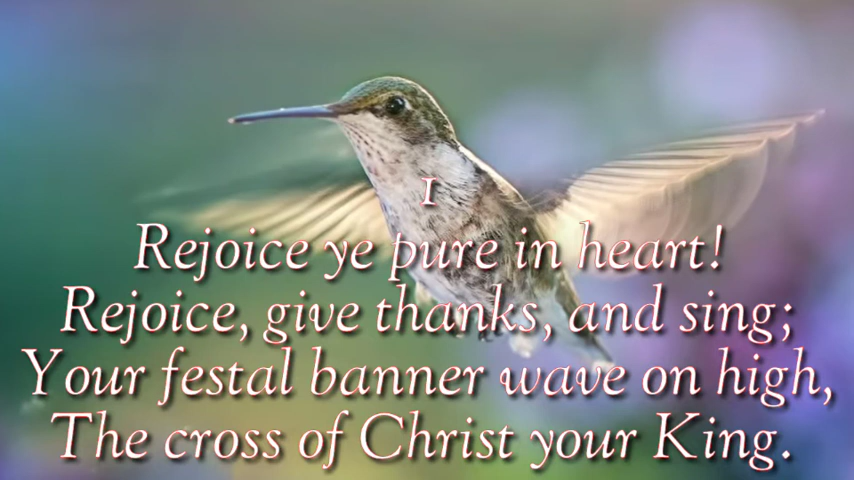 1
Rejoice ye pure in heart!
Rejoice, give thanks, and sing;
Your festal banner wave on high,
The cross of Christ your King.